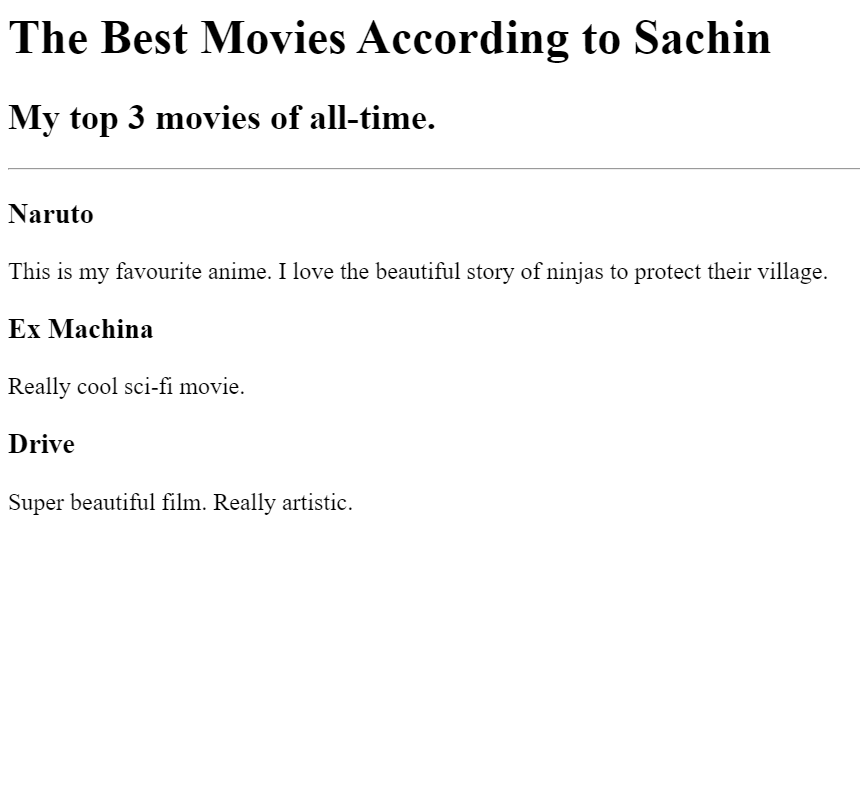 The Best Movies According to Sachin
My top 3 movies of all-time.
Naruto
This is my favourite anime. I love the beautiful story of ninjas to protect their village.
Ex Machina
Really cool sci-fi movie.
Drive
Super beautiful film. Really artistic.